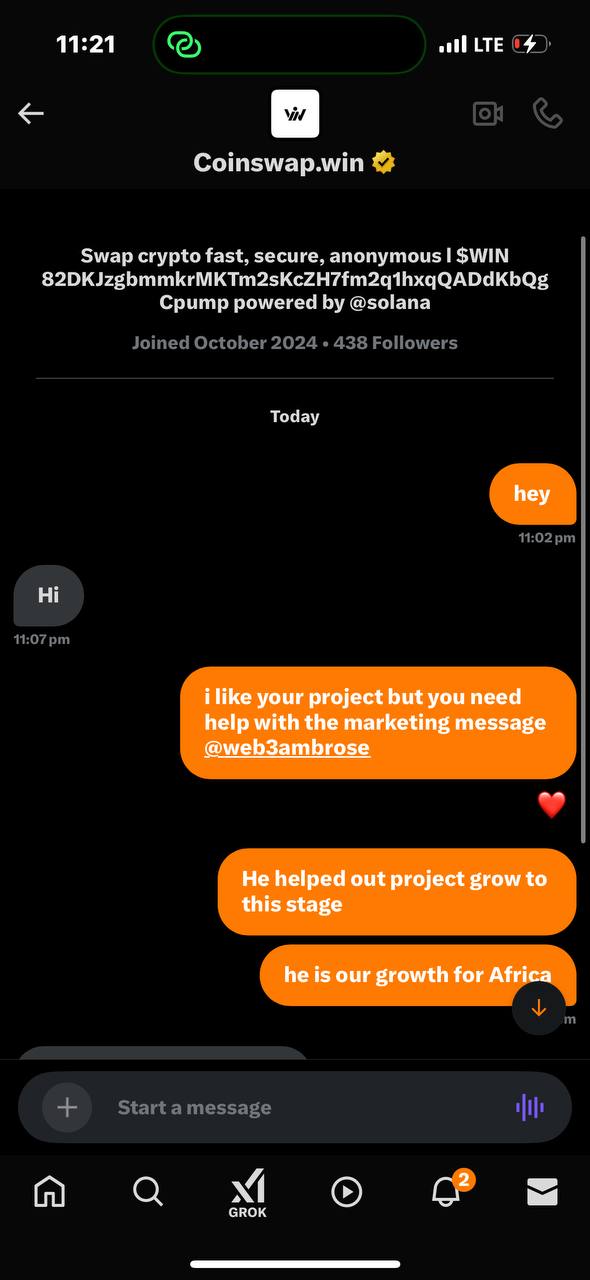 11:21
LTE
Coinswap.win
Swap crypto fast, secure, anonymous l $WIN
82DKJzgbmmkrMKTm2sKcZH7fm2q1hxqQADdKbQg
Cpump powered by @solana
Joined October 2024 • 438 Followers
Today
hey
11:02 pm
Hi
11:07 pm
i like your project but you need
help with the marketing message
@web3ambrose
He helped out project grow to
this stage
he is our growth for Africa
m
Start a message
2
GROK